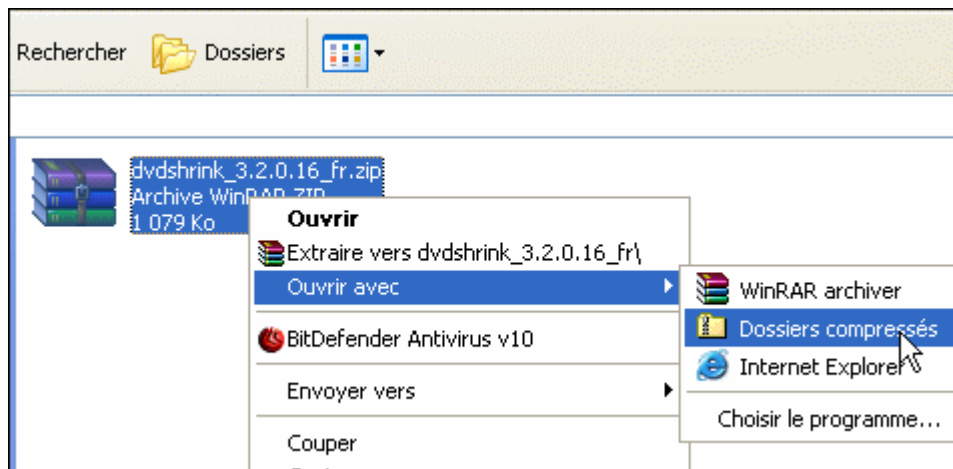 Rechercher Dossiers
dvdshrink_3.2.0.16_fr.zip
Archive WinRAR ZIP
1 079 Ko
Ouvrir
Extraire vers dvdshrink_3.2.0.16_fr\
Ouvrir avec
BitDefender Antivirus v10
Envoyer vers
Couper
WinRAR archiver
Dossiers compressés
Internet Explorer
Choisir le programme...